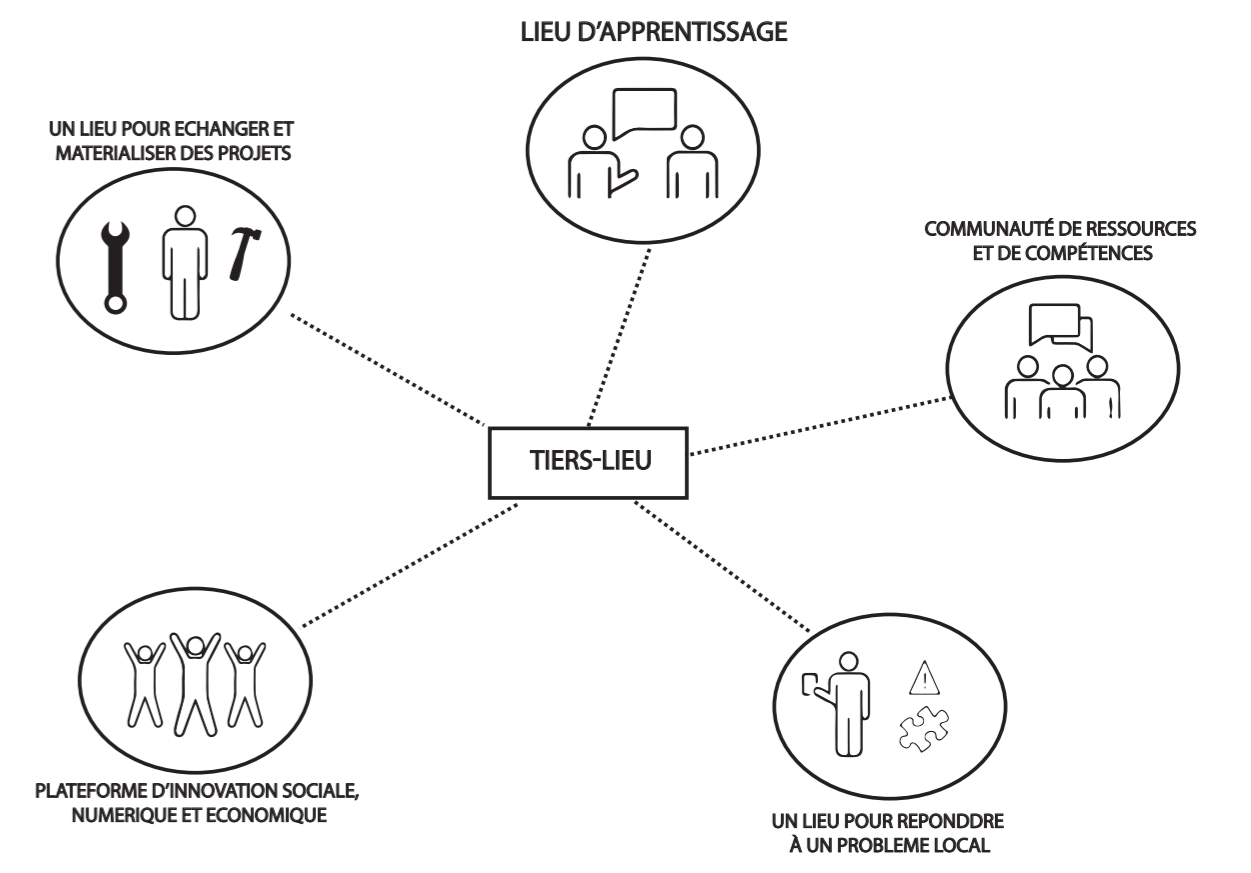 LIEU D'APPRENTISSAGE
UN LIEU POUR ECHANGER ET
MATERIALISER DES PROJETS
COMMUNAUTÉ DE RESSOURCES
ET DE COMPÉTENCES
TIERS-LIEU
PLATEFORME D'INNOVATION SOCIALE,
NUMERIQUE ET ECONOMIQUE
UN LIEU POUR REPONDDRE
À UN PROBLEME LOCAL